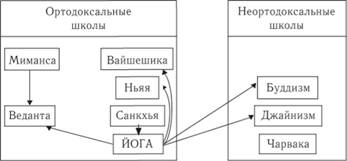 Ортодоксальные
школы
Неортодоксальные
школы
Миманса
Вайшешика
Ньяя
Буддизм
Веданта
Санкхья
Джайнизм
ЙОГА
Чарвака